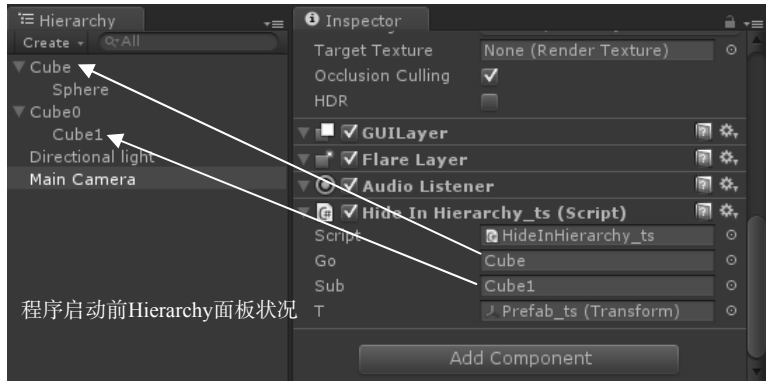 Hierarchy
Create
All
Cube
Sphere
Cube0
Cube1
Directional light
Main Camera
程序启动前Hierarchy面板状况
Inspector
Target Texture None (Render Texture)
Occlusion Culling
HDR
GUILayer
Flare Layer
Audio Listener
Hide In Hierarchy_ts (Script)
Script HideInHierarchy_ts
Go Cube
Sub Cube1
T Prefab_ts (Transform)
Add Component